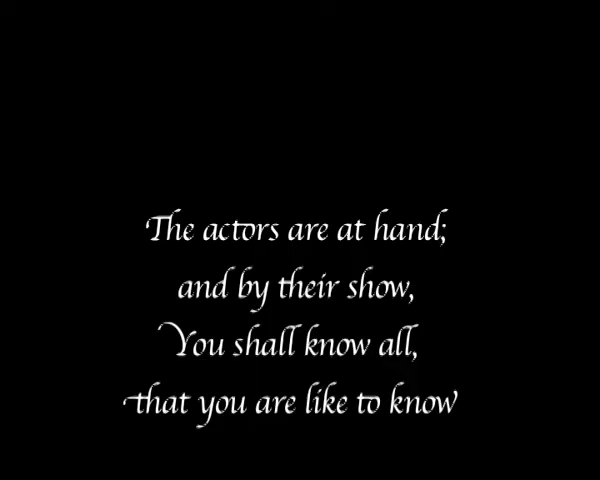 The actors are at hand;
and by their show,
You shall know all,
that you are like to know